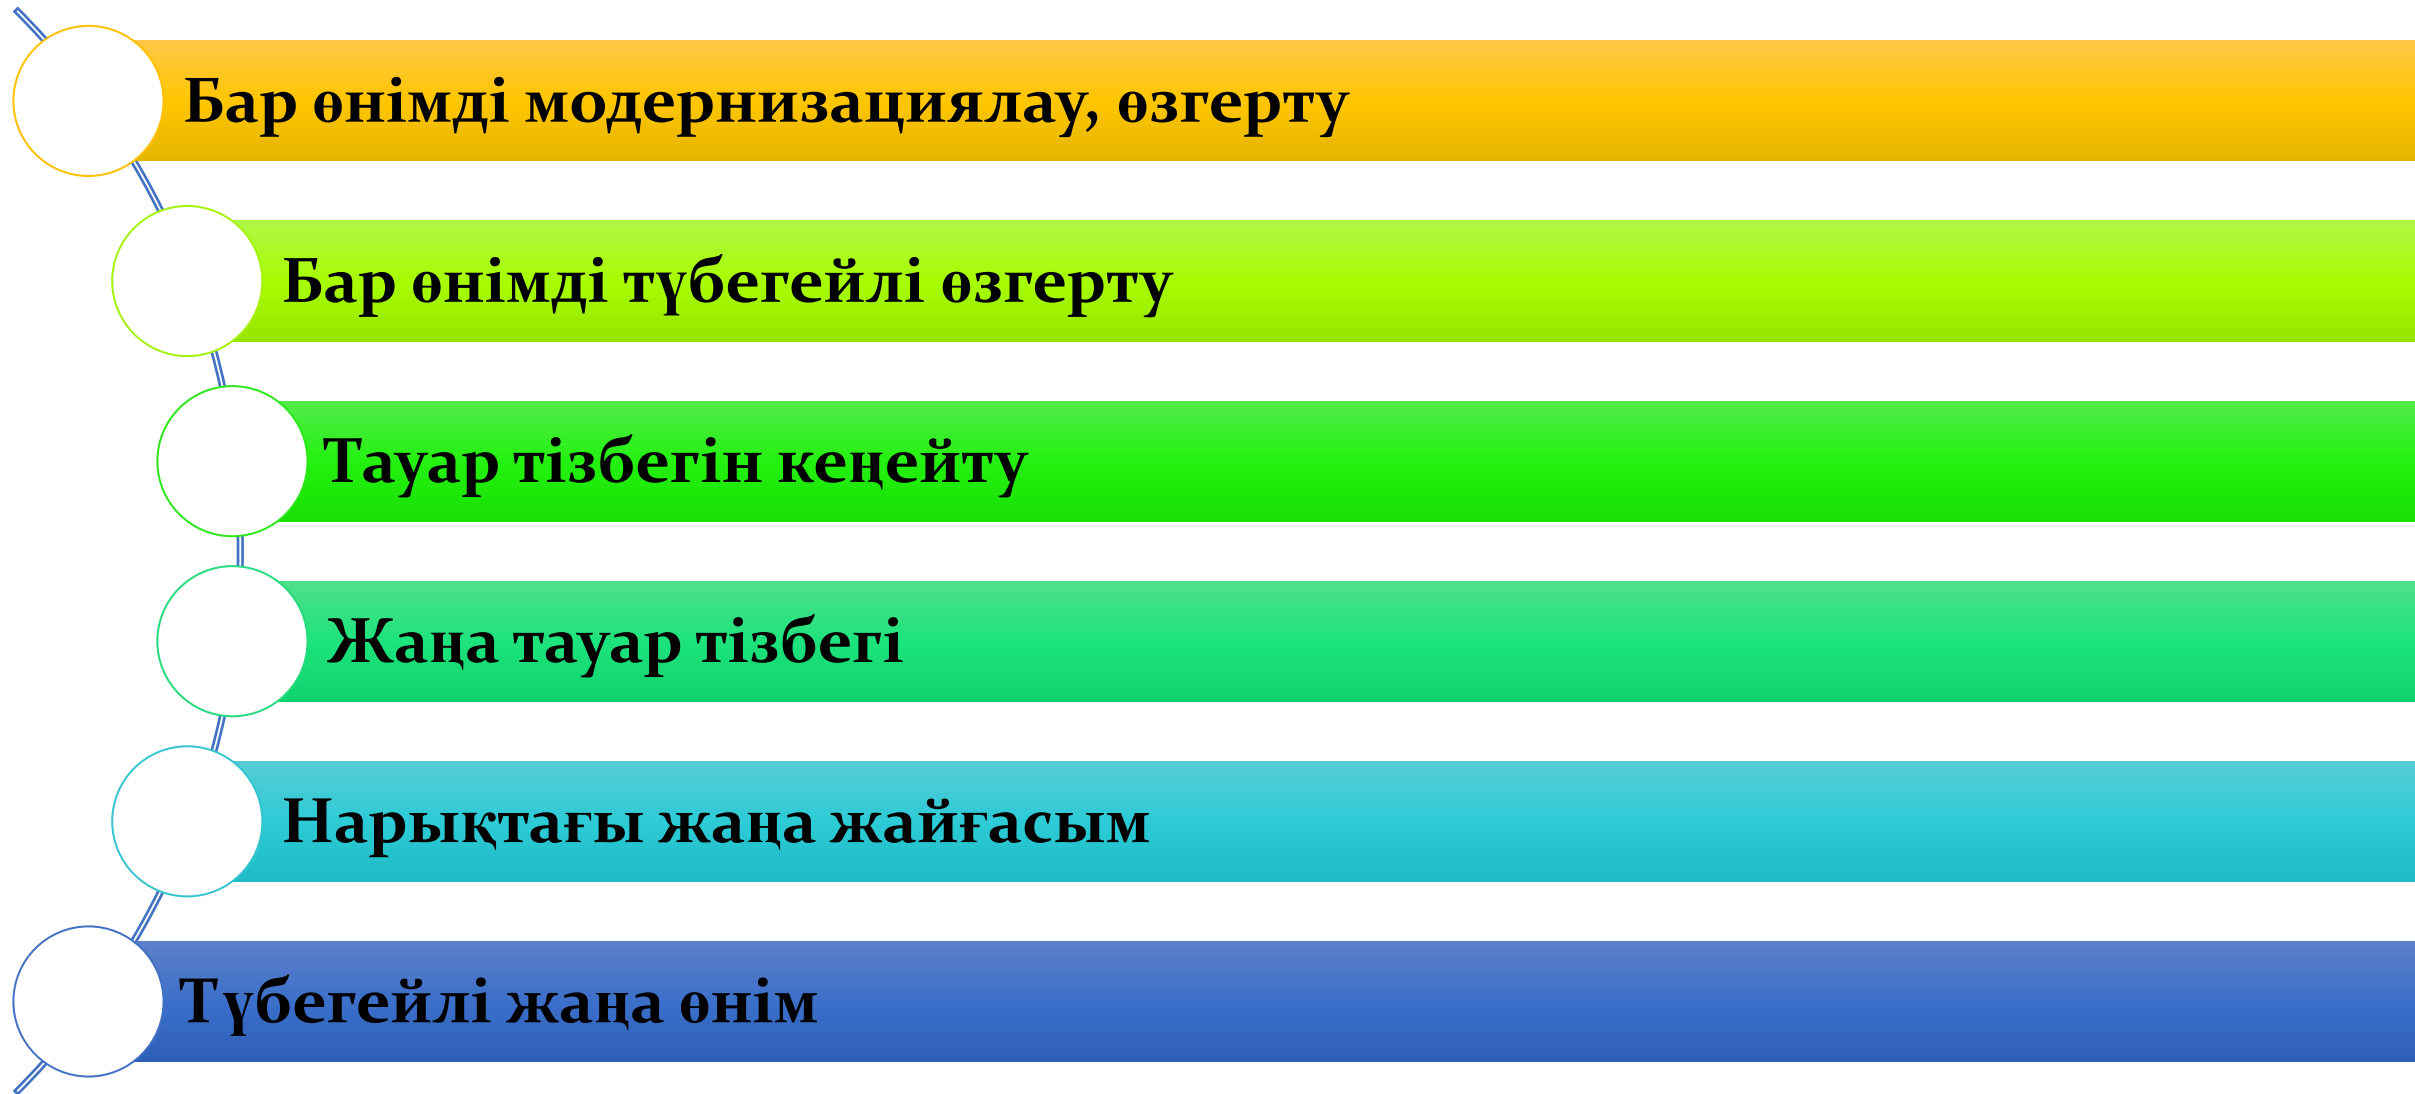 Бар өнімді модернизациялау, өзгерту
Бар өнімді түбегейлі өзгерту
Тауар тізбегін кеңейту
Жаңа тауар тізбегі
Нарықтағы жаңа жайғасым
Түбегейлі жаңа өнім